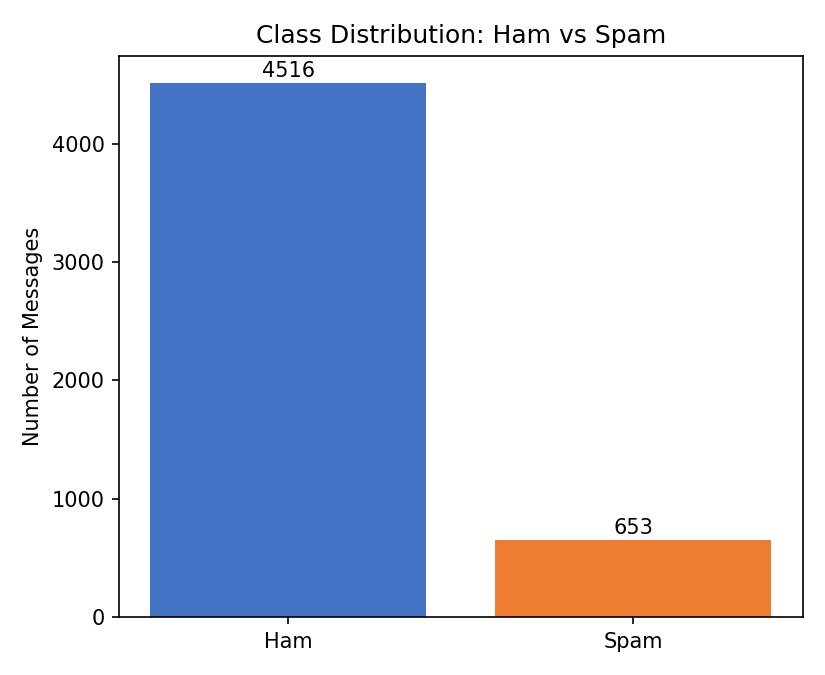 Class Distribution: Ham vs Spam
4516
4000
3000
2000
1000
0
653
Number of Messages
Ham
Spam